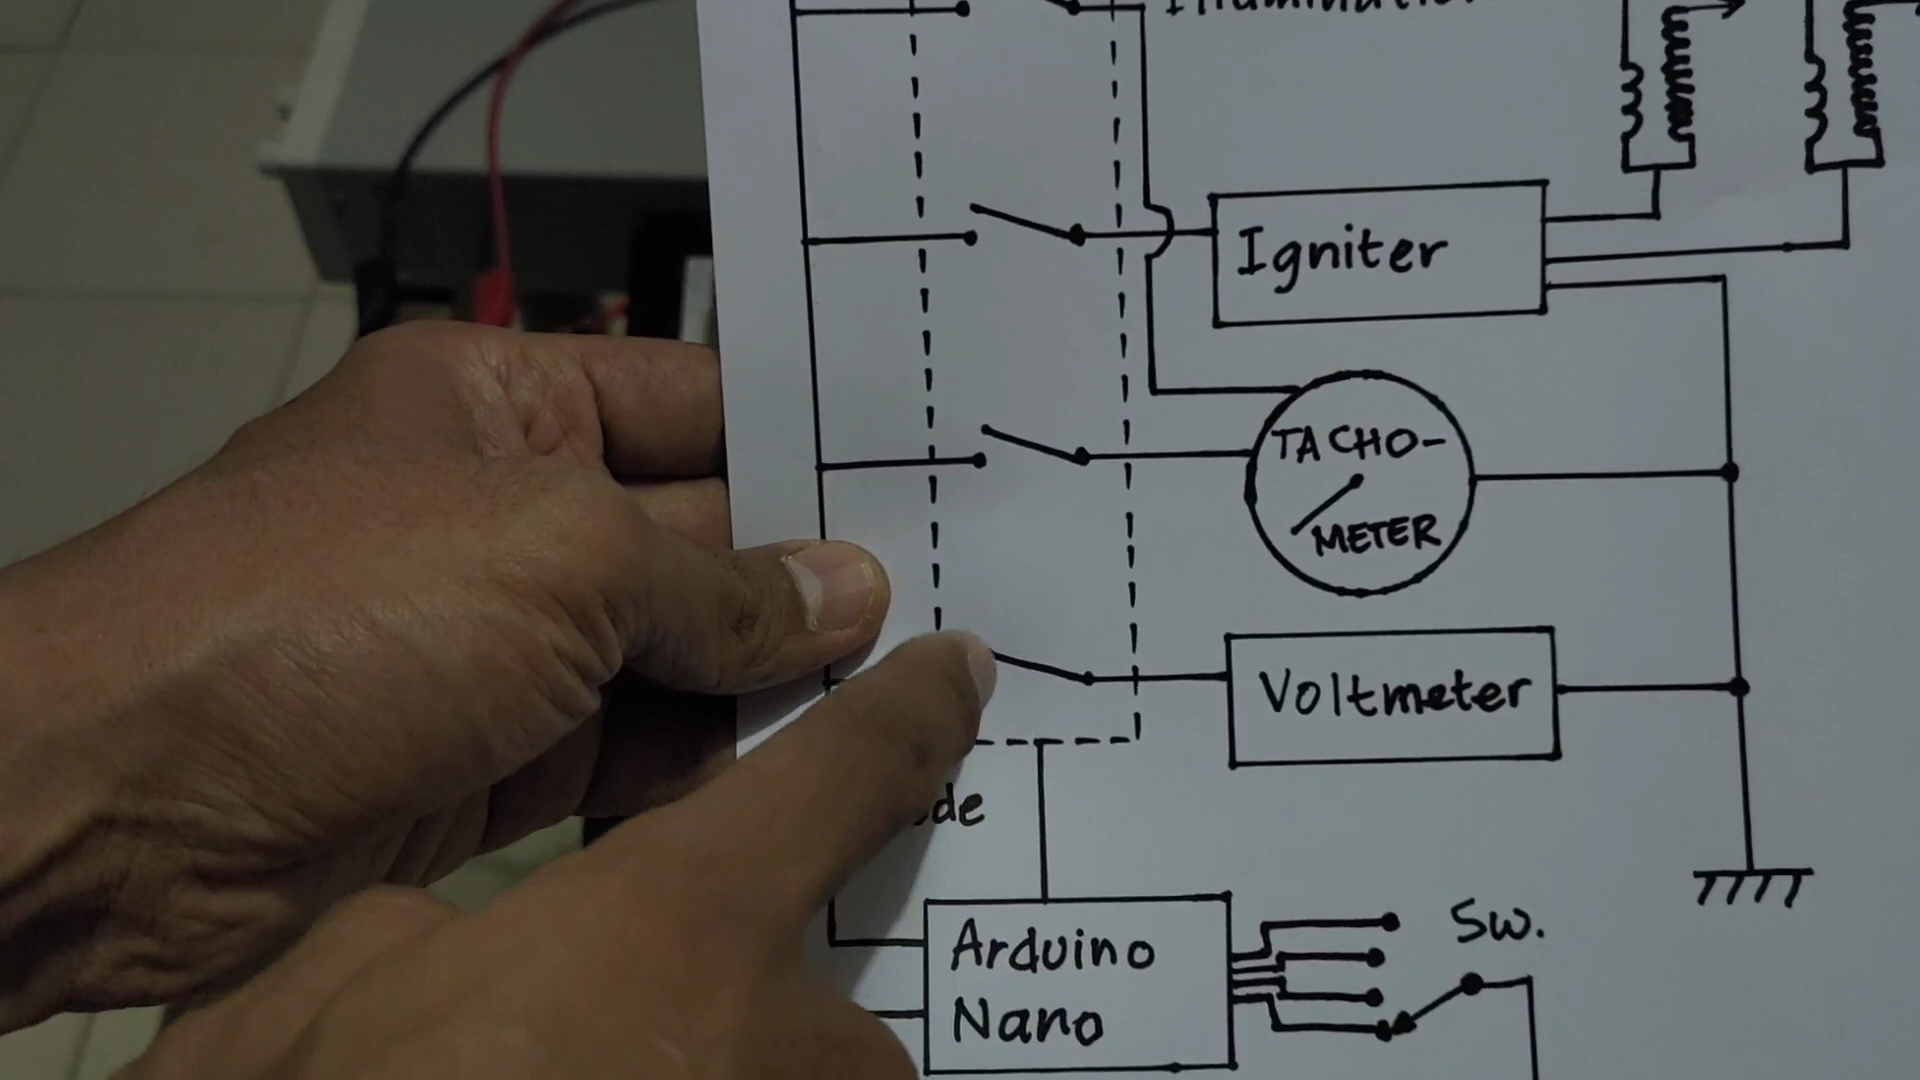 Igniter
TACHO-
METER
Voltmeter
Arduino
Nano
Sw.